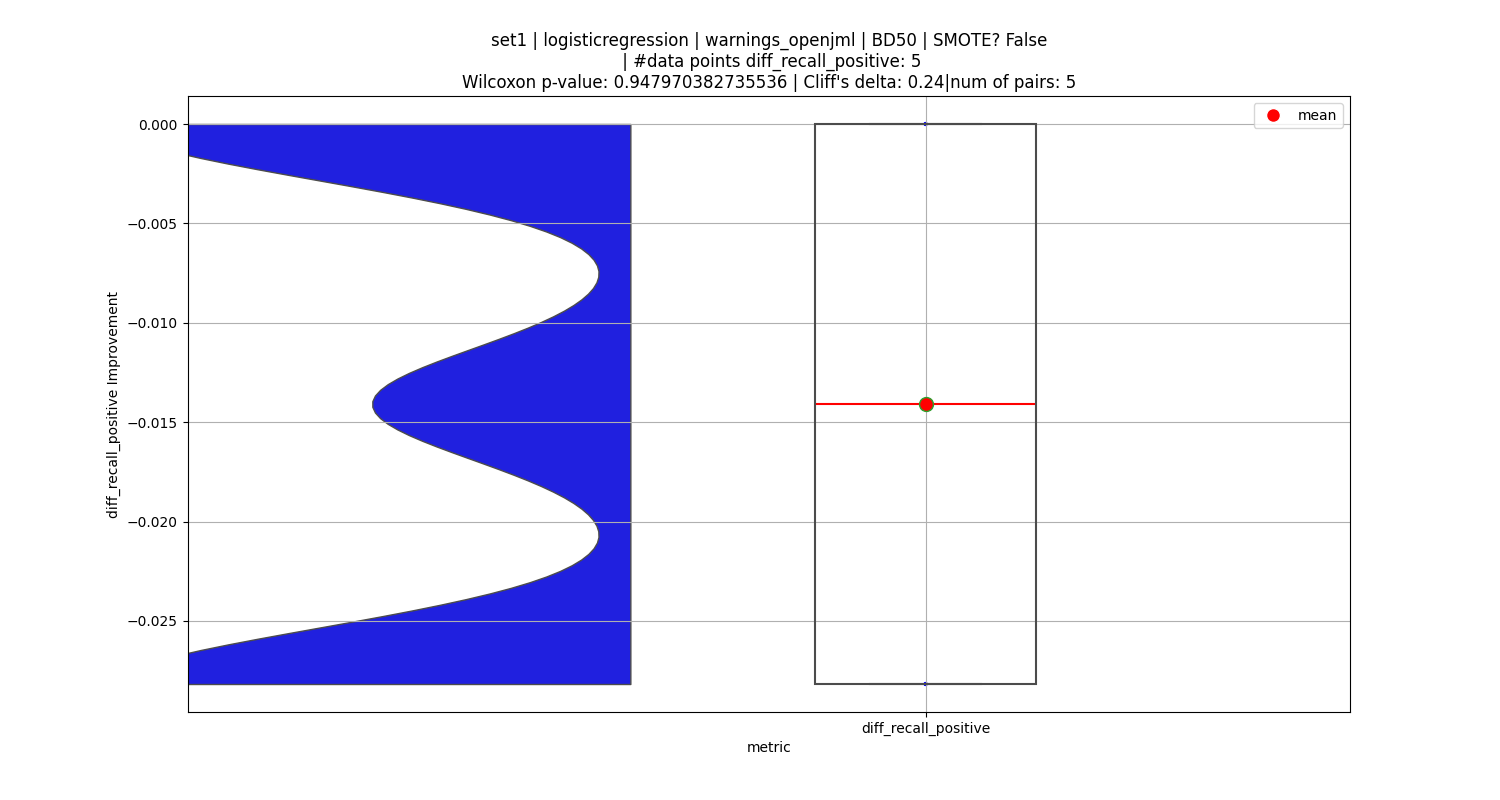 set1 | logisticregression | warnings_openjml | BD50 | SMOTE? False
| #data points diff_recall_positive: 5
Wilcoxon p-value: 0.947970382735536 | Cliff's delta: 0.24|num of pairs: 5
mean
0.000
−0.005
−0.010
−0.015
−0.020
−0.025
diff_recall_positive Improvement
diff_recall_positive
metric